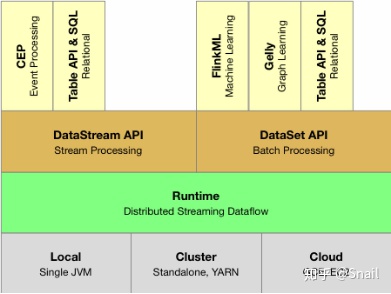 CEP
Event Processing
Table API & SQL
Relational
FlinkML
Machine Learning
Gelly
Graph Learning
Table API & SQL
Relational
DataStream API
Stream Processing
DataSet API
Batch Processing
Runtime
Distributed Streaming Dataflow
Local
Single JVM
Cluster
Standalone, YARN
Cloud
知乎 @Snail